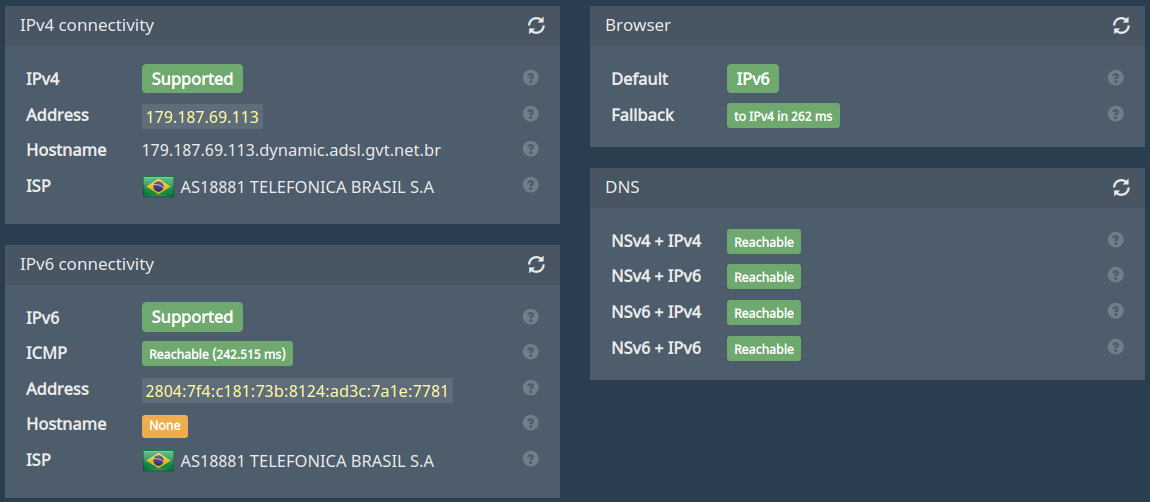 IPv4 connectivity
IPv4 Supported ?
Address 179.187.69.113 ?
Hostname 179.187.69.113.dynamic.adsl.gvt.net.br ?
ISP AS18881 TELEFONICA BRASIL S.A ?
IPv6 connectivity
IPv6 Supported ?
ICMP Reachable (242.515 ms) ?
Address 2804:7f4:c181:73b:8124:ad3c:7a1e:7781 ?
Hostname None ?
ISP AS18881 TELEFONICA BRASIL S.A ?
Browser
Default IPv6 ?
Fallback to IPv4 in 262 ms ?
DNS
NSv4 + IPv4 Reachable ?
NSv4 + IPv6 Reachable ?
NSv6 + IPv4 Reachable ?
NSv6 + IPv6 Reachable ?